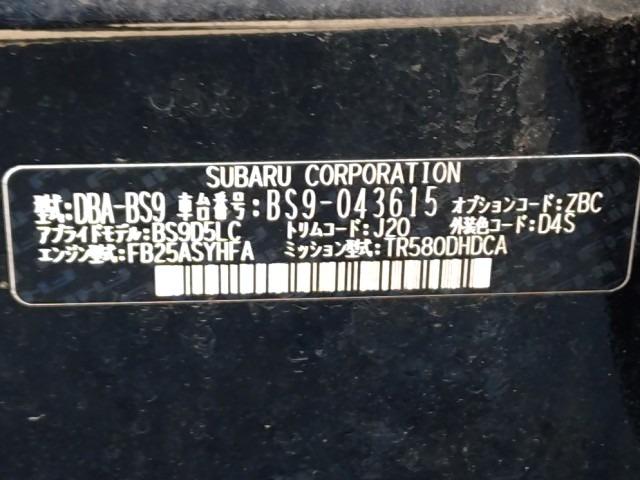 SUBARU CORPORATION
型式:DBA-BS9 車台番号:BS9-043615 オプションコード:ZBC
アプライドモデル:BS9D5LC トリムコード:J20 外装色コード:D4S
エンジン型式:FB25ASYHFA ミッション型式:TR580DHDCA